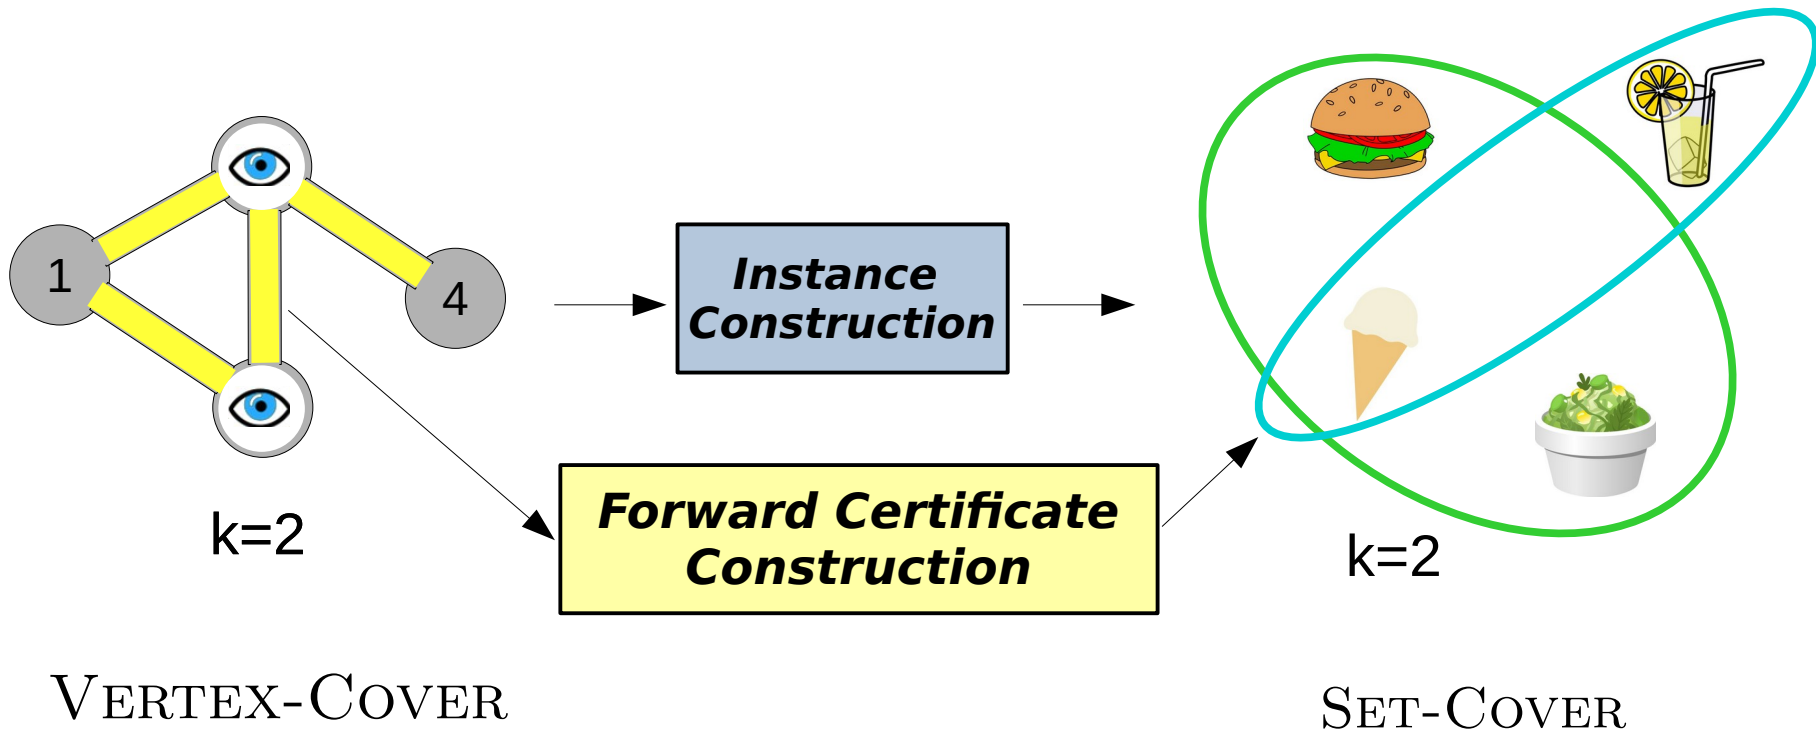 1
4
k=2
VERTEX-COVER
Instance
Construction
Forward Certificate
Construction
k=2
SET-COVER